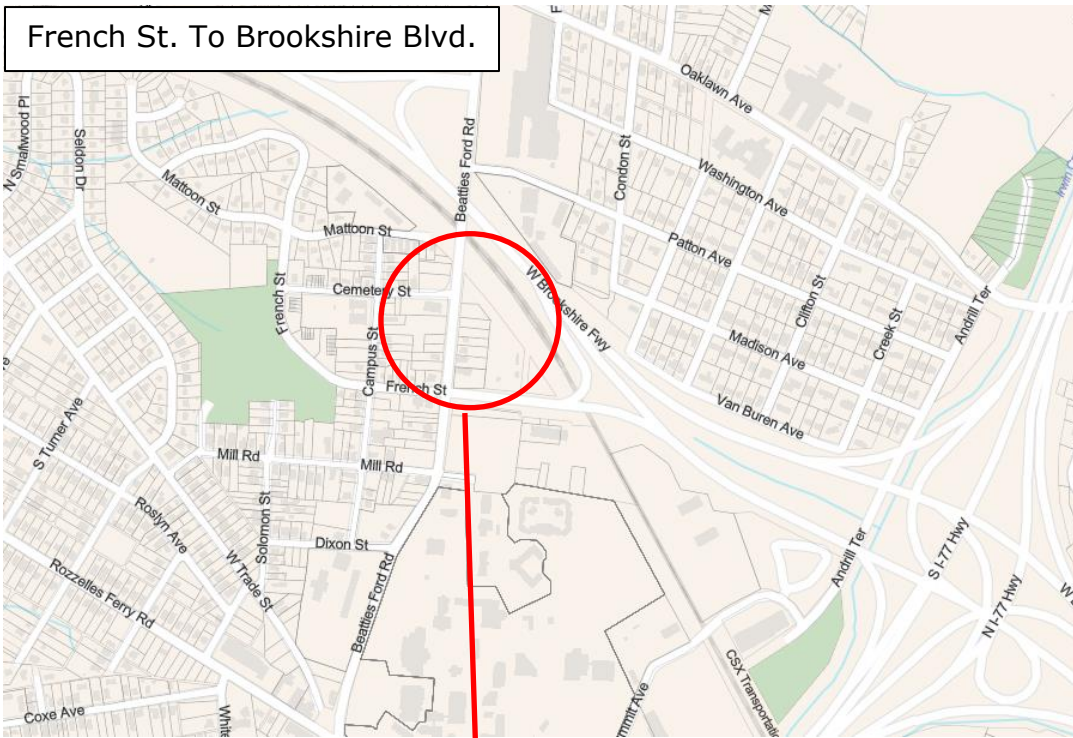 French St. To Brookshire Blvd.
N Smallwood Pl
Seldon Dr
Beatties Ford Rd
Oaklawn Ave
Condon St
Washington Ave
Mattoon St
Mattoon St
Patton Ave
French St
Cemetery St
W Brookshire Fwy
Clifton St
Creek St
Andrill Ter
Campus St
Madison Ave
French St
Van Buren Ave
S Turner Ave
Mill Rd
Mill Rd
Roslyn Ave
Solomon St
Dixon St
W Trade St
Beatties Ford Rd
Rozzelles Ferry Rd
Andrill Ter
S I-77 Hwy
N I-77 Hwy
CSX Transportatio
mmit Ave
Coxe Ave
White